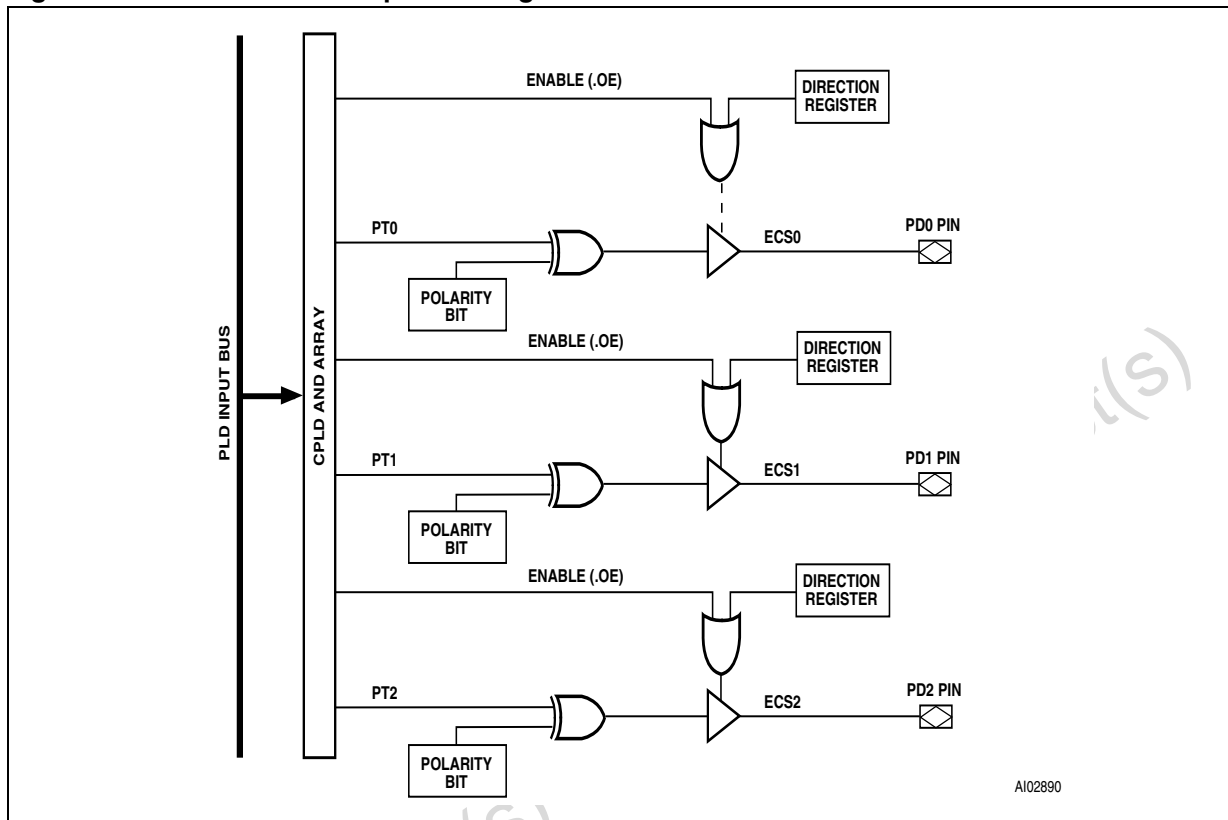 ENABLE (.OE)
DIRECTION
REGISTER
PT0
ECS0
PD0 PIN
POLARITY
BIT
PLD INPUT BUS
CPLD AND ARRAY
ENABLE (.OE)
DIRECTION
REGISTER
PT1
ECS1
PD1 PIN
POLARITY
BIT
ENABLE (.OE)
DIRECTION
REGISTER
PT2
ECS2
PD2 PIN
POLARITY
BIT
AI02890